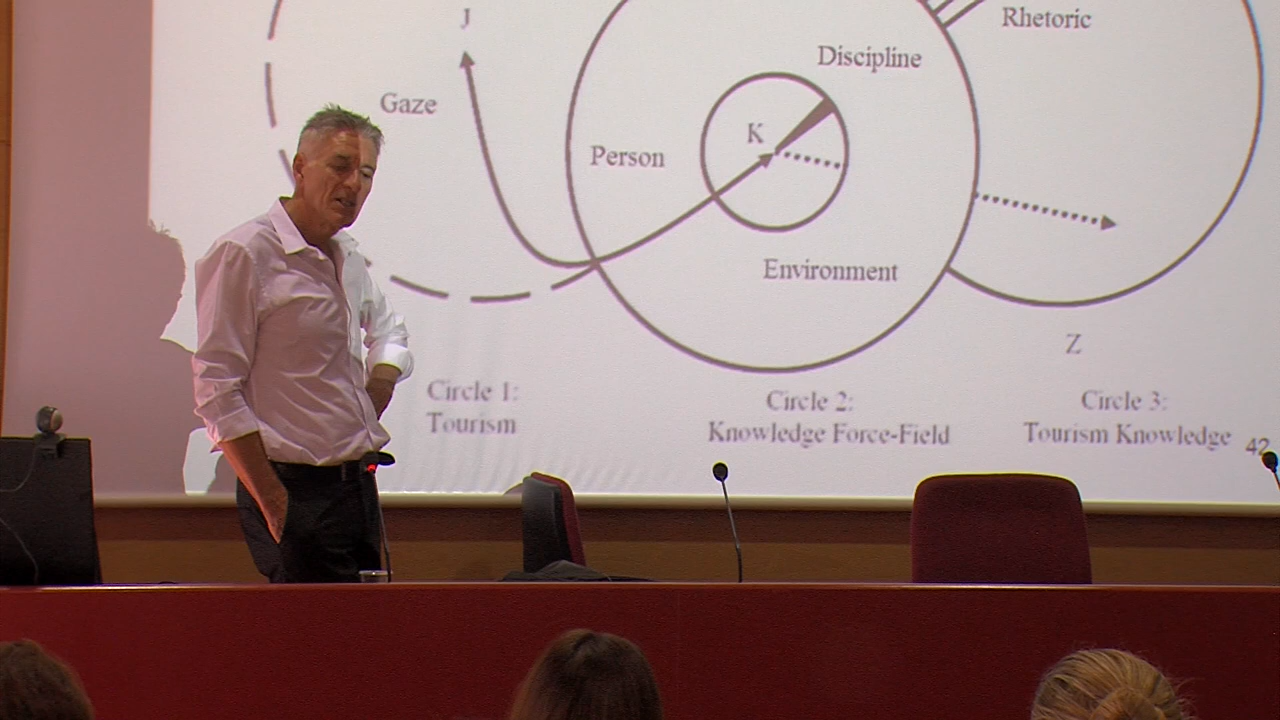 J
Rhetoric
Discipline
Gaze
K
Person
Environment
Z
Circle 1:
Tourism
Circle 2:
Knowledge Force-Field
Circle 3:
Tourism Knowledge
42